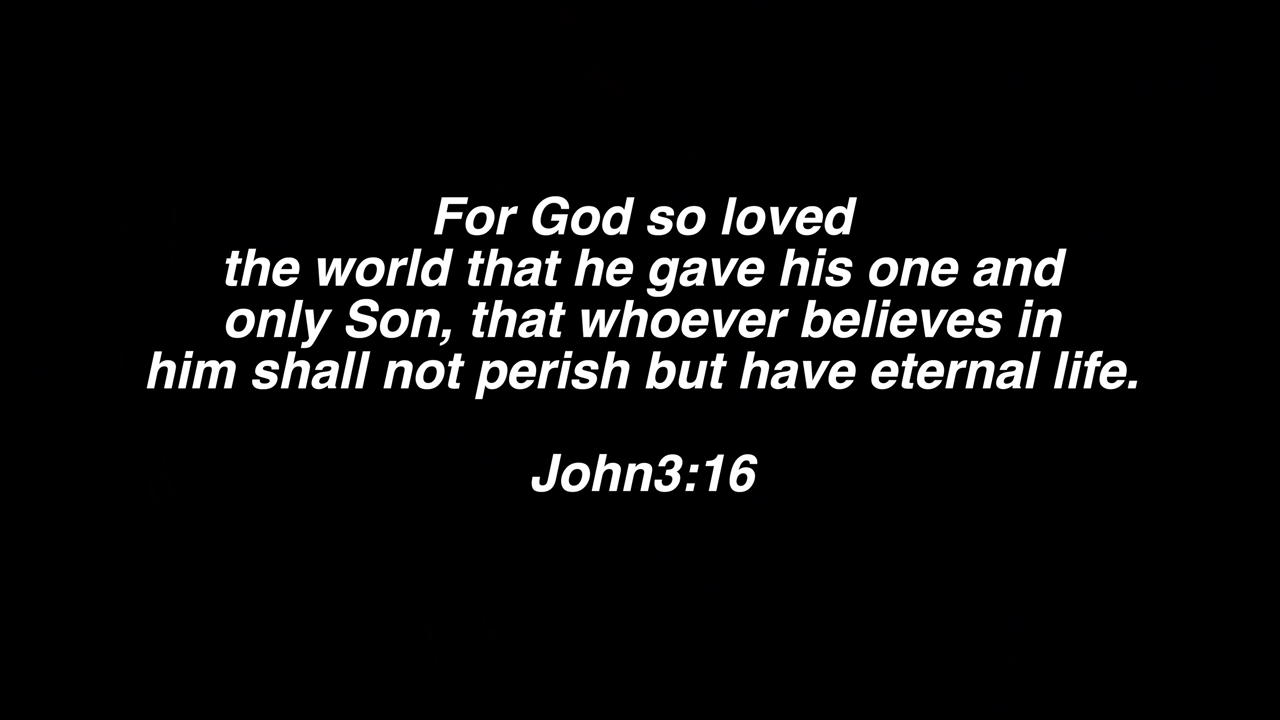 For God so loved
the world that he gave his one and
only Son, that whoever believes in
him shall not perish but have eternal life.
John3:16